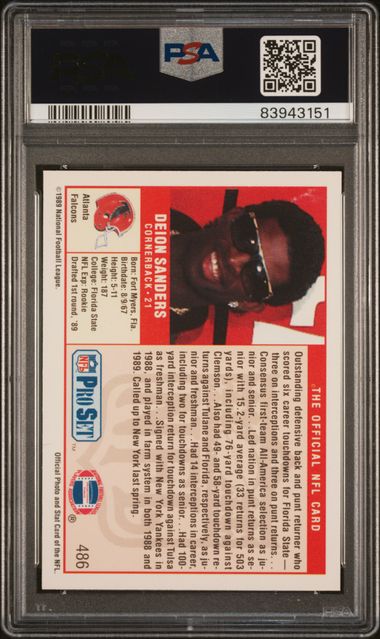 PSA
83943151
THE OFFICIAL NFL CARD
Outstanding defensive back and punt returner who
scored six career touchdowns for Florida State—
three on interceptions and three on punt returns. . .
Consensus first-team All-America selection as ju-
nior and senior. . . Led nation in punt returns as se-
nior with 15.2-yard average (33 returns for 503
yards), including 76-yard touchdown against
Clemson. . . Also had 49- and 58-yard touchdown re-
turns against Tulane and Florida, respectively, as ju-
nior and freshman. . . Had 14 interceptions in career,
including two for touchdowns as senior. . . Had 100-
yard interception return for touchdown against Tulsa
as freshman. . . Signed with New York Yankees in
1988, and played in farm system in both 1988 and
1989. Called up to New York last spring.
DEION SANDERS
CORNERBACK • 21
Born: Fort Myers, Fla.
Birthdate: 8/9/67
Height: 5-11
Weight: 187
College: Florida State
NFL Exp: Rookie
Drafted 1st round, '89
Atlanta
Falcons
©1989 National Football League.
NFL PRO SET
TM
®
486
Official Photo and Stat Card of the NFL.
PSA